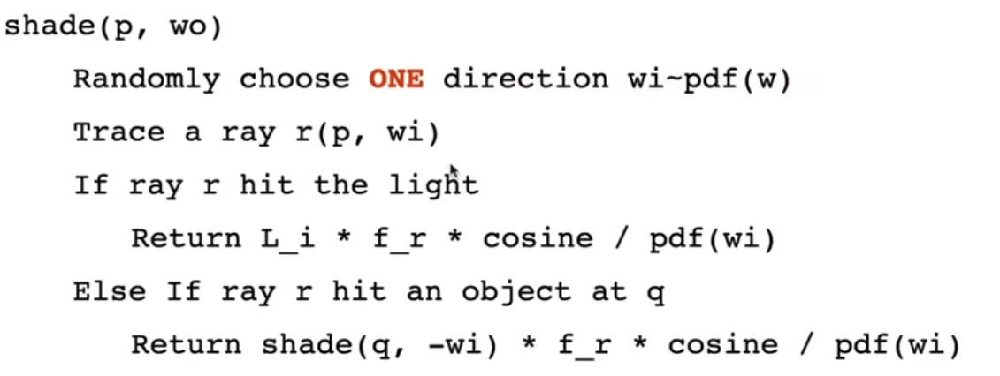 shade(p, wo)
Randomly choose ONE direction wi~pdf(w)
Trace a ray r(p, wi)
If ray r hit the light
Return L_i * f_r * cosine / pdf(wi)
Else If ray r hit an object at q
Return shade(q, -wi) * f_r * cosine / pdf(wi)